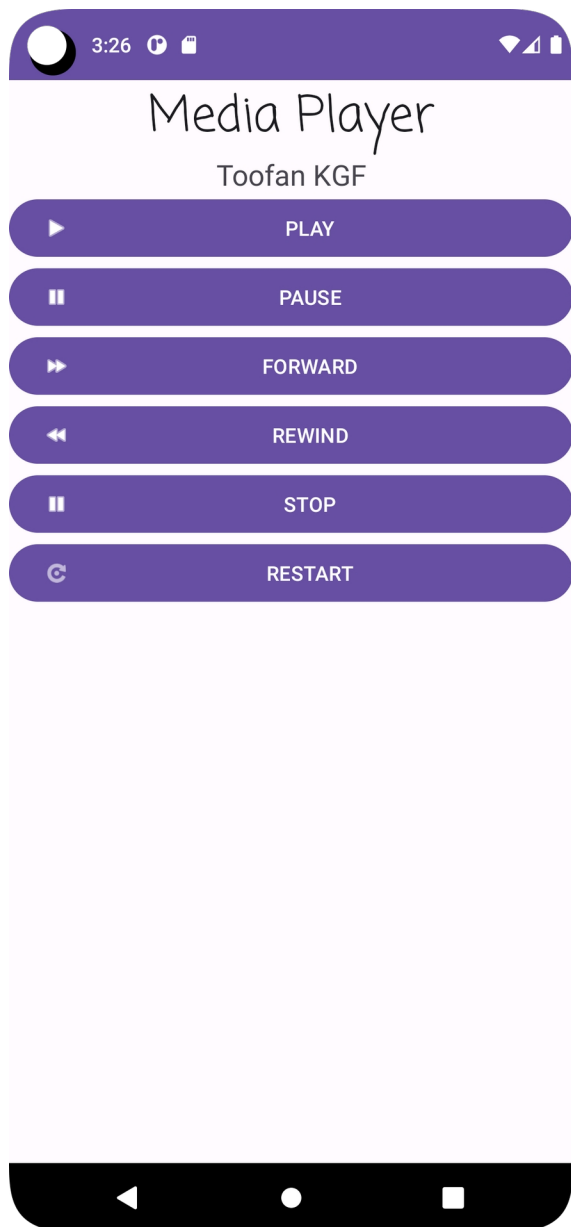 3:26
Media Player
Toofan KGF
PLAY
PAUSE
FORWARD
REWIND
STOP
RESTART